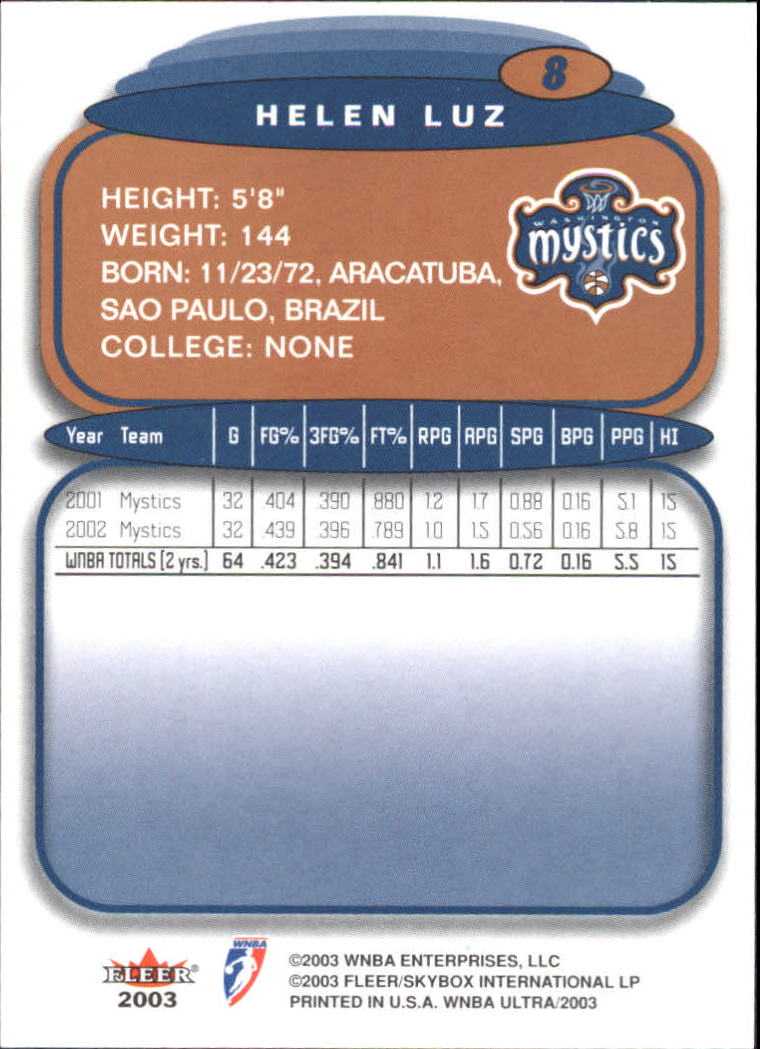 8
HELEN LUZ
HEIGHT: 5'8"
WEIGHT: 144
BORN: 11/23/72, ARACATUBA,
SAO PAULO, BRAZIL
COLLEGE: NONE
WASHINGTON
mystics
Year Team G FG% 3FG% FT% RPG APG SPG BPG PPG HI
2001 Mystics 32 .404 .390 .880 1.2 1.7 0.88 0.16 5.1 15
2002 Mystics 32 .439 .396 .789 1.0 1.5 0.56 0.16 5.8 15
WNBA TOTALS [2 yrs.] 64 .423 .394 .841 1.1 1.6 0.72 0.16 5.5 15
FLEER®
2003
WNBA
©2003 WNBA ENTERPRISES, LLC
©2003 FLEER/SKYBOX INTERNATIONAL LP
PRINTED IN U.S.A. WNBA ULTRA/2003